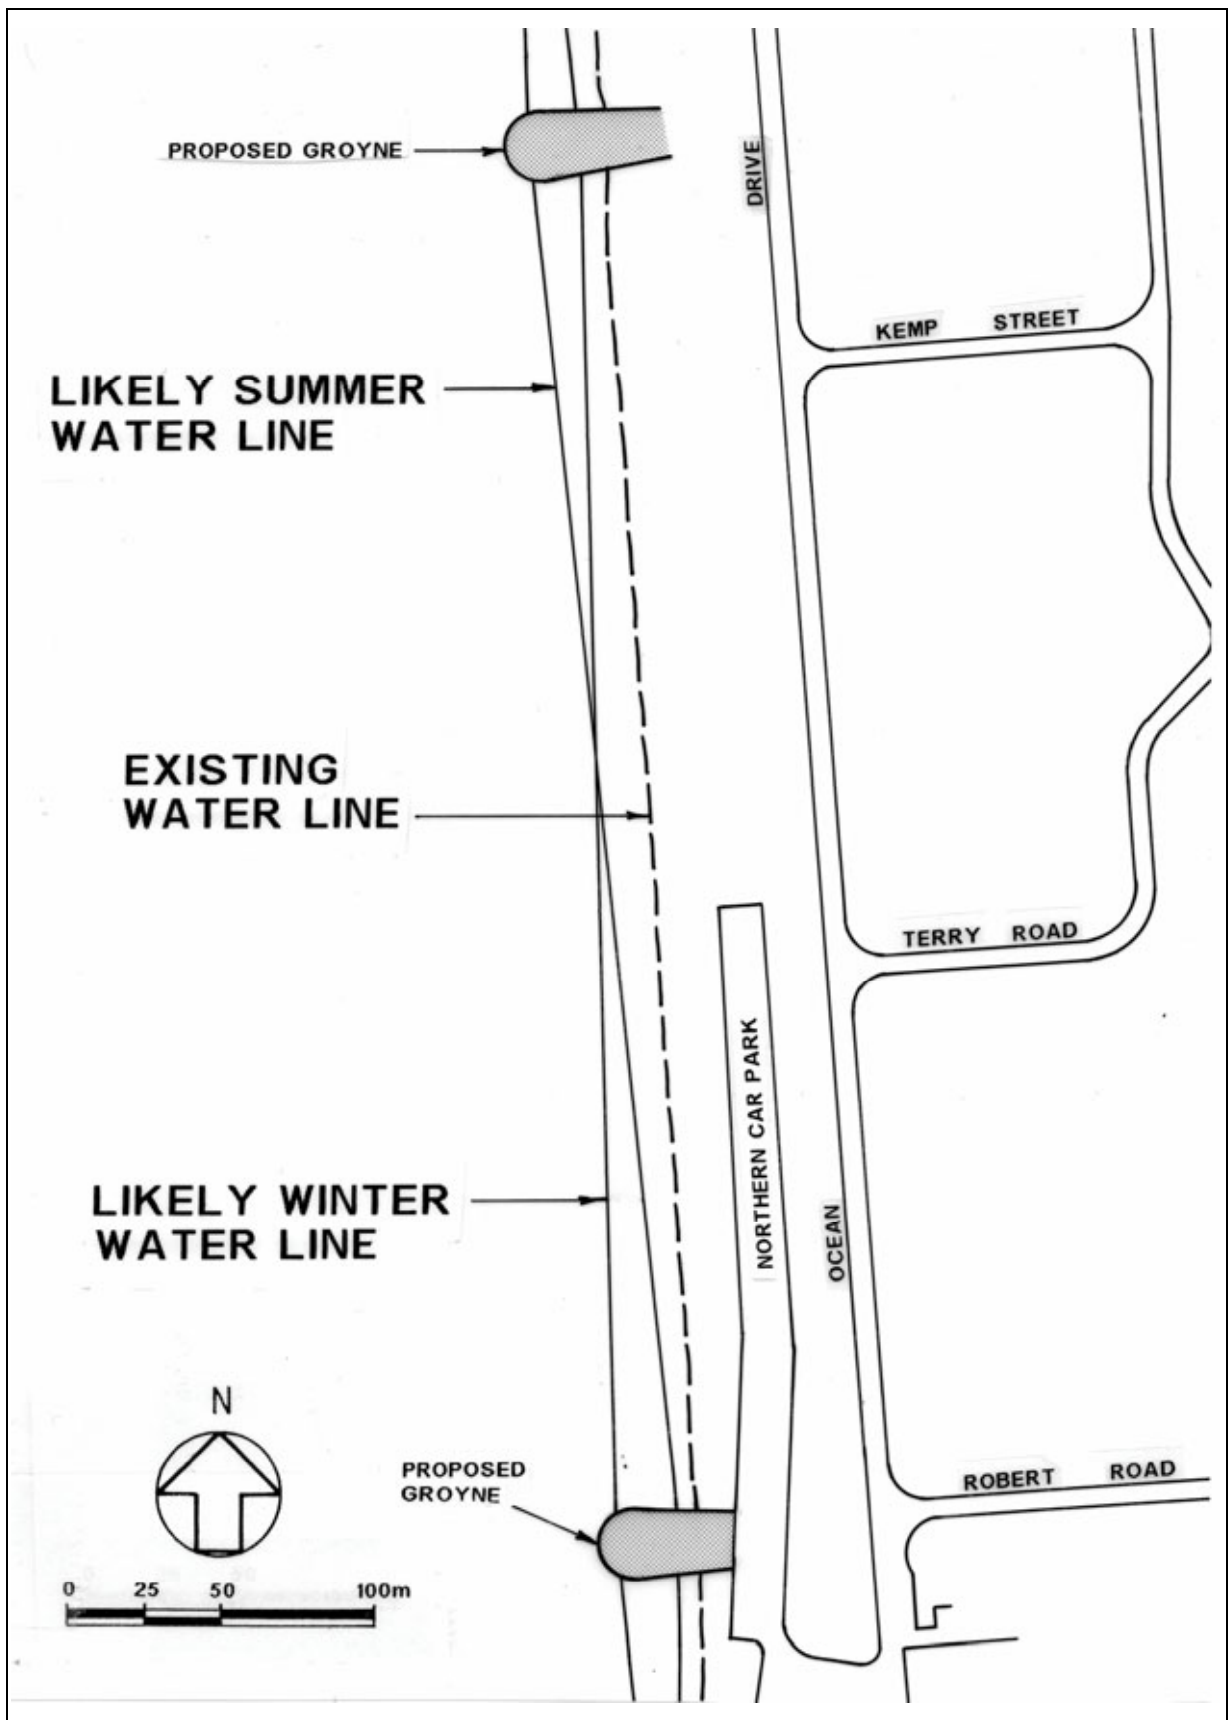 PROPOSED GROYNE
DRIVE
KEMP STREET
LIKELY SUMMER
WATER LINE
EXISTING
WATER LINE
TERRY ROAD
NORTHERN CAR PARK
LIKELY WINTER
WATER LINE
OCEAN
N
PROPOSED
GROYNE
ROBERT ROAD
0 25 50 100m